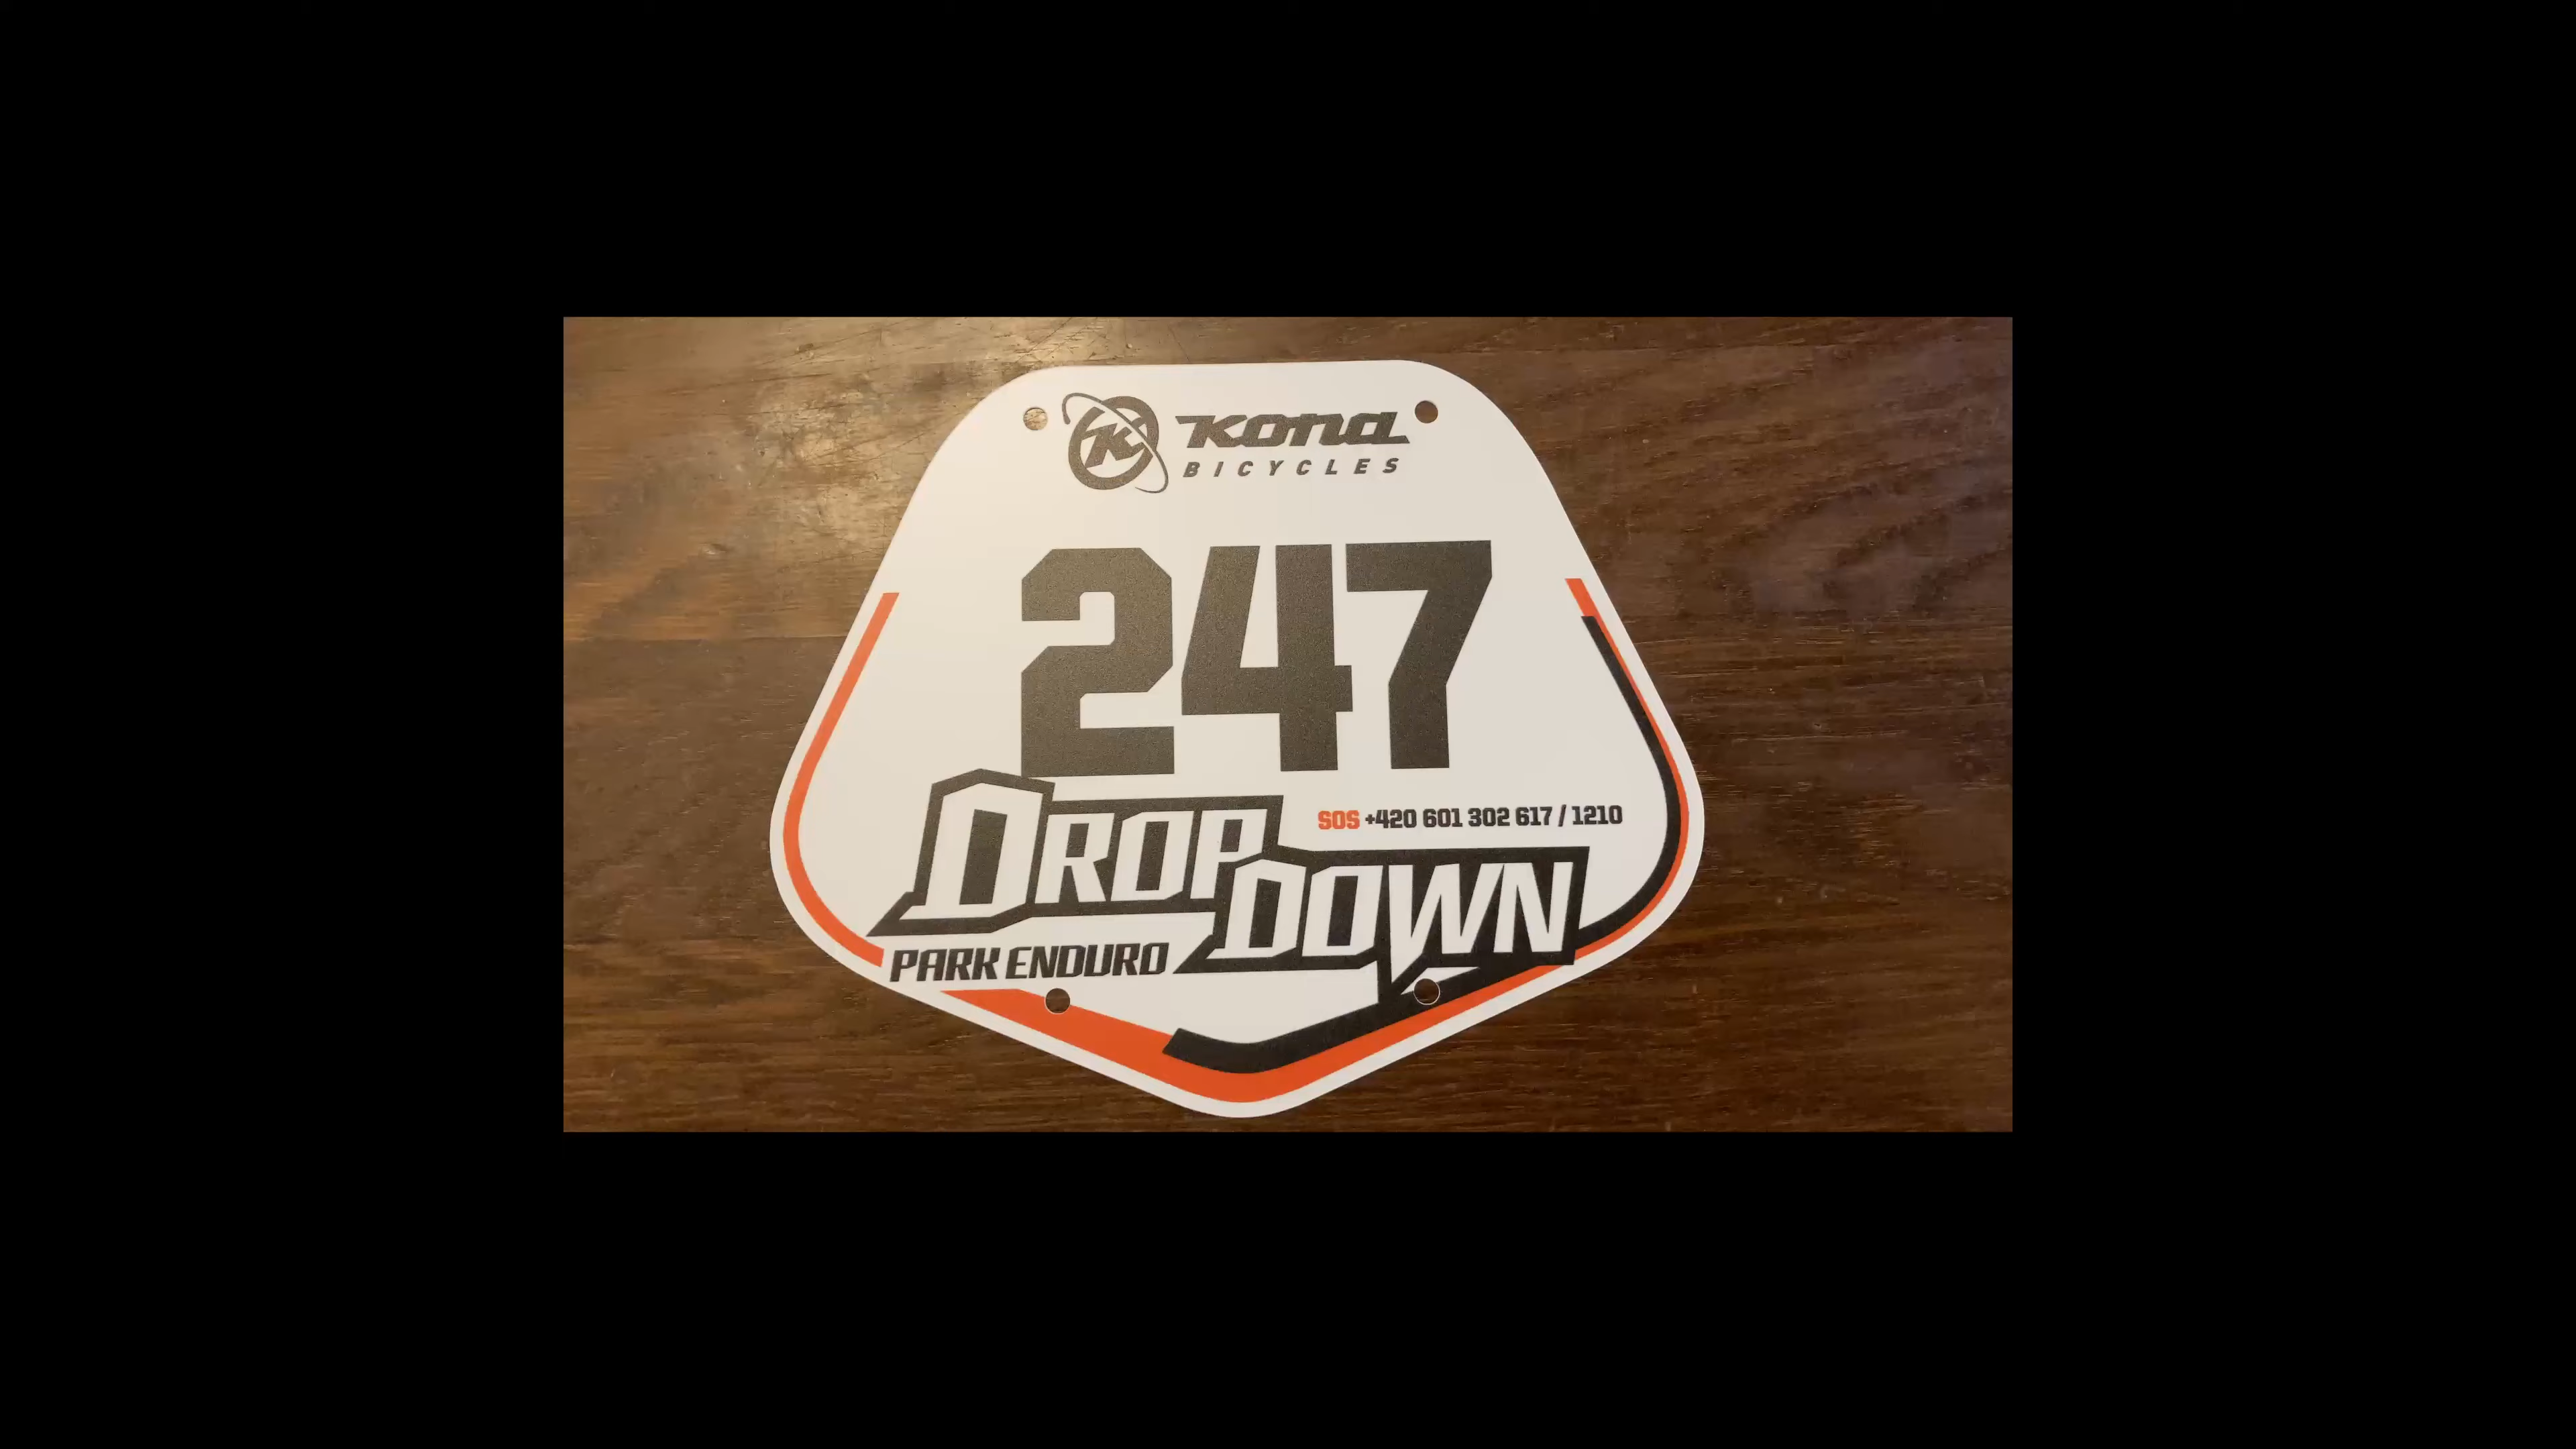 K Kona
BICYCLES
247
SOS +420 601 302 617 / 1210
DROP
DOWN
PARK ENDURO